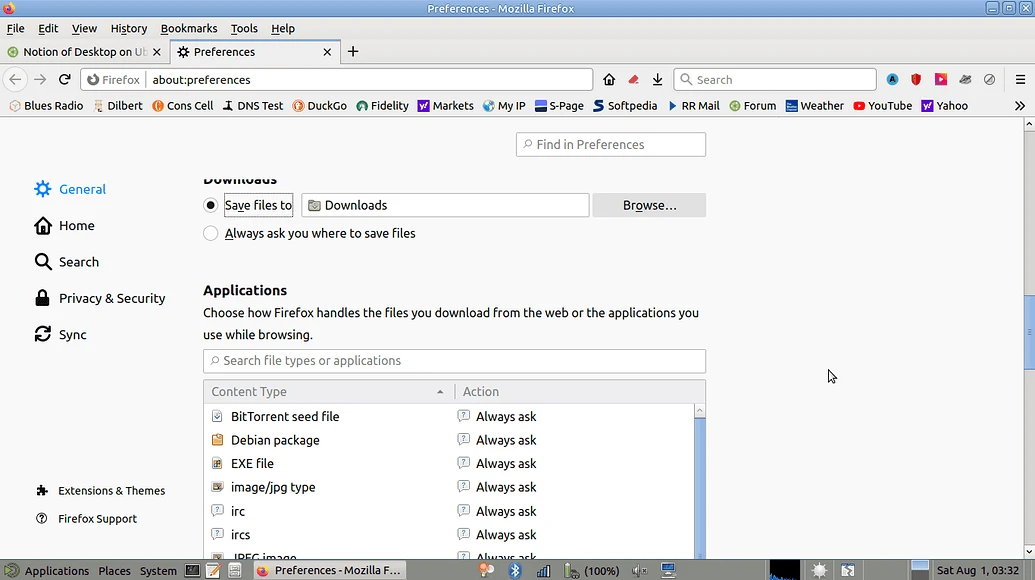 Preferences - Mozilla Firefox
File Edit View History Bookmarks Tools Help
Notion of Desktop on Ub
Preferences
Firefox about:preferences
Search
Blues Radio Dilbert Cons Cell DNS Test DuckGo Fidelity Markets My IP S-Page Softpedia RR Mail Forum Weather YouTube Yahoo
Find in Preferences
General
Home
Search
Privacy & Security
Sync
Extensions & Themes
Firefox Support
Downloads
Save files to Downloads Browse...
Always ask you where to save files
Applications
Choose how Firefox handles the files you download from the web or the applications you
use while browsing.
Search file types or applications
Content Type Action
BitTorrent seed file Always ask
Debian package Always ask
EXE file Always ask
image/jpg type Always ask
irc Always ask
ircs Always ask
JPEG image Always ask
Applications Places System Preferences - Mozilla F... (100%) Sat Aug 1, 03:32